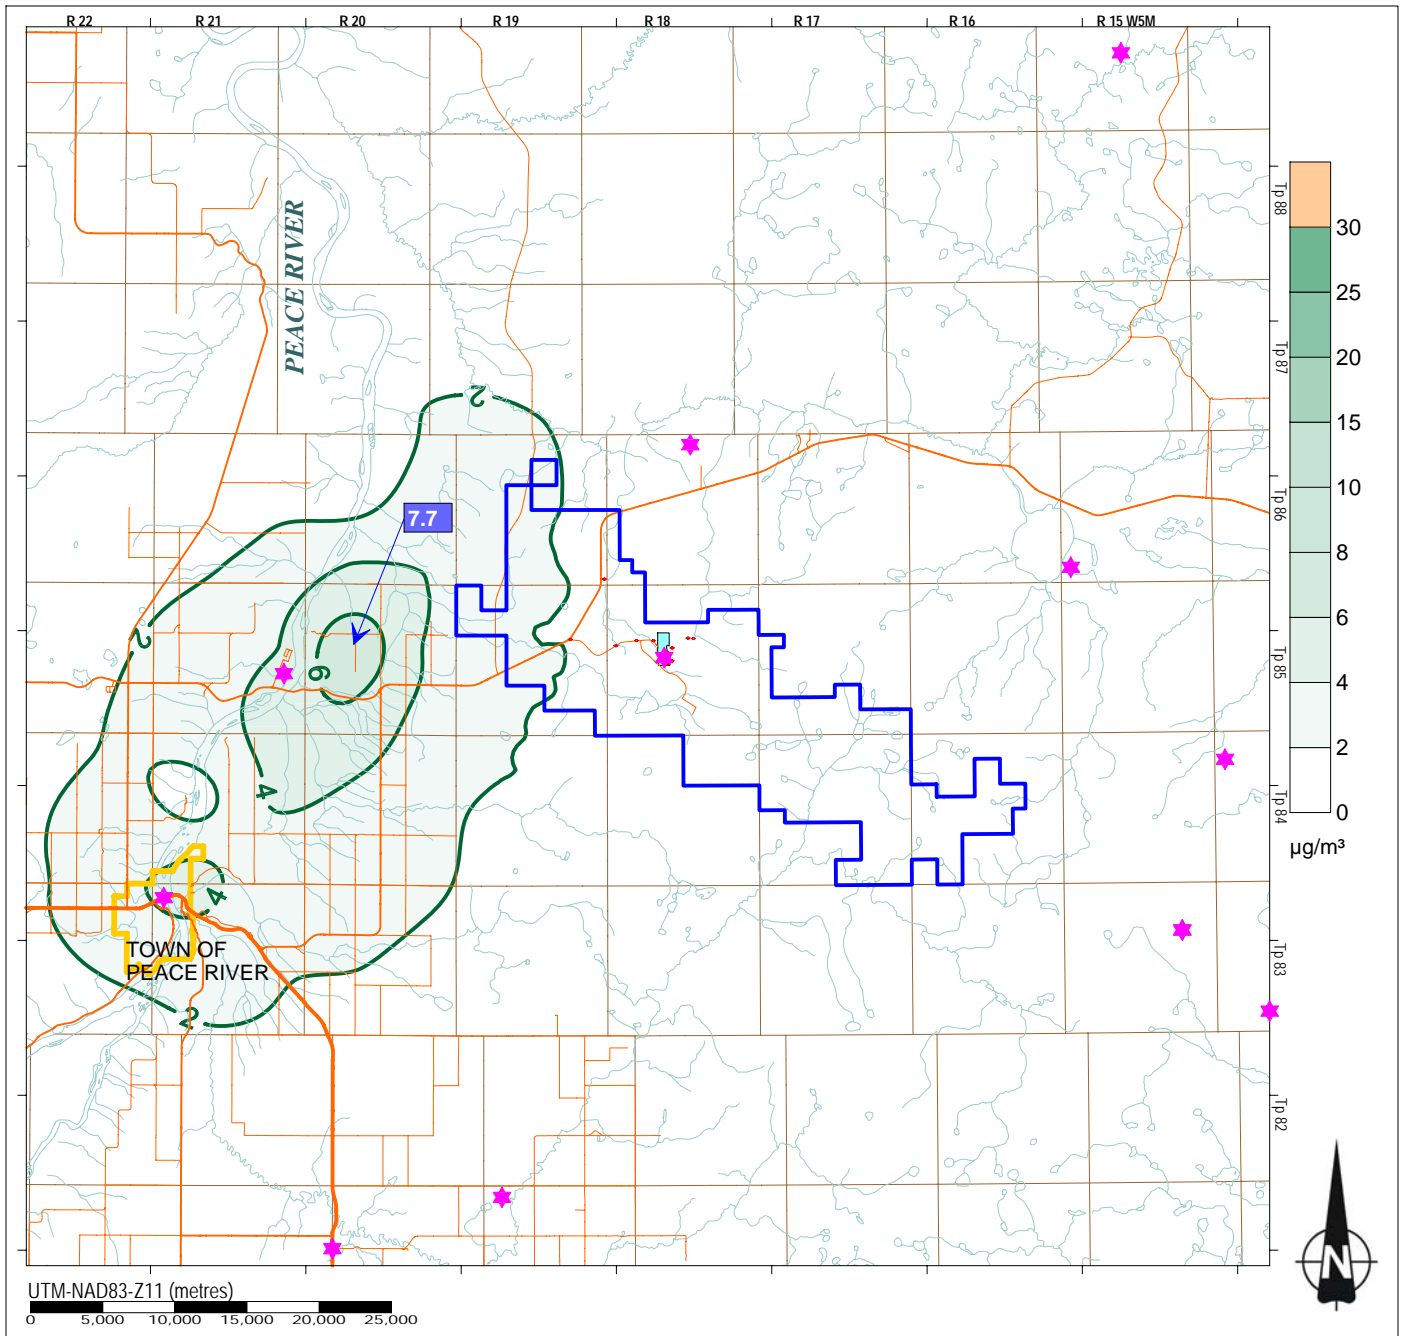 R 22 R 21 R 20 R 19 R 18 R 17 R 16 R 15 W5M
PEACE RIVER
Tp 88
Tp 87
Tp 86
Tp 85
Tp 84
Tp 83
Tp 82
30
25
20
15
10
8
6
4
2
0
µg/m³
2
7.7
2
6
4
4
TOWN OF
PEACE RIVER
2
N
UTM-NAD83-Z11 (metres)
0 5,000 10,000 15,000 20,000 25,000